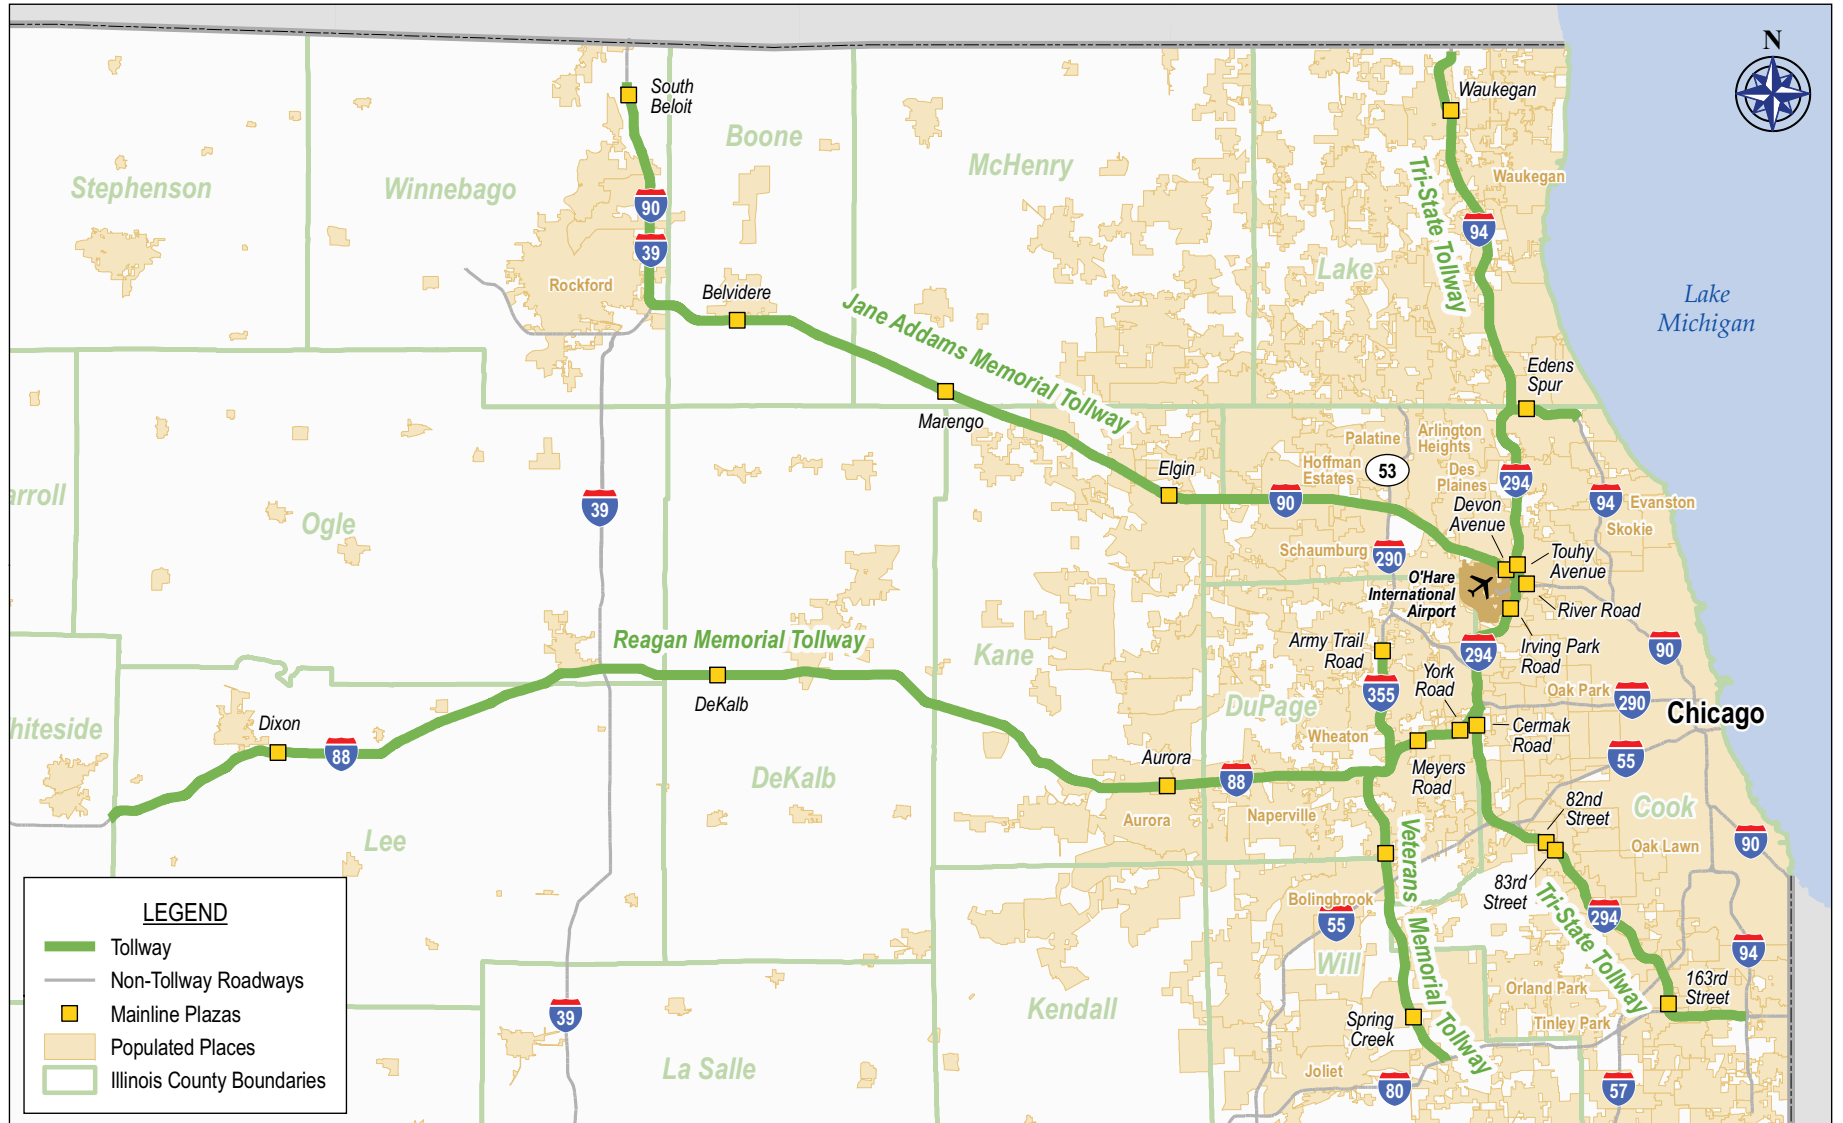 N
South
Beloit
Waukegan
Boone
McHenry
Stephenson
Winnebago
Waukegan
Tri-State Tollway
90
94
39
Lake
Rockford
Belvidere
Lake
Michigan
Jane Addams Memorial Tollway
Edens
Spur
Marengo
Palatine
Arlington
Heights
Elgin
Hoffman
Estates
53
Des
Plaines
294
arroll
39
90
94
Evanston
Devon
Avenue
Skokie
Ogle
Schaumburg
290
Touhy
Avenue
O'Hare
International
Airport
River Road
Reagan Memorial Tollway
Army Trail
Road
294
Irving Park
Road
90
Kane
York
Road
355
Oak Park
290
DeKalb
DuPage
Chicago
Dixon
hiteside
Wheaton
Cermak
Road
88
Aurora
55
DeKalb
88
Meyers
Road
Aurora
Naperville
82nd
Street
Cook
Lee
Veterans Memorial Tollway
Oak Lawn
90
83rd
Street
Bolingbrook
Tri-State Tollway
55
294
94
Will
163rd
Street
Orland Park
Kendall
39
Spring
Creek
Tinley Park
La Salle
Joliet
80
57
LEGEND
Tollway
Non-Tollway Roadways
Mainline Plazas
Populated Places
Illinois County Boundaries